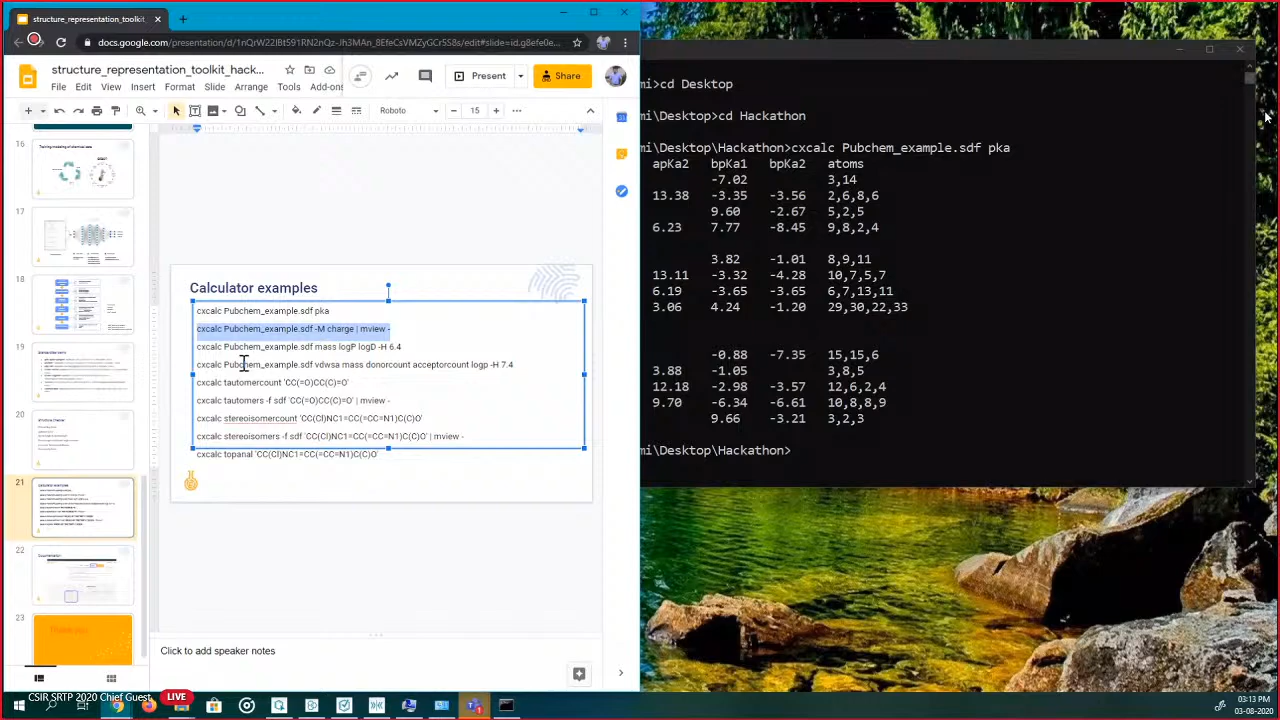 structure_representation_toolkit_
docs.google.com/presentation/d/1nQrW22IBt591RN2nQz-Jh3MAn_8EfeCsVMZyGCr5S8s/edit#slide=id.g8efe0e...
structure_representation_toolkit_hack...
File Edit View Insert Format Slide Arrange Tools Add-ons
Present
Share
Roboto
15
16
17
18
19
20
21
22
23
Calculator examples
cxcalc Pubchem_example.sdf pka
cxcalc Pubchem_example.sdf -M charge | mview -
cxcalc Pubchem_example.sdf mass logP logD -H 6.4
cxcalc Pubchem_example.sdf vdwsa mass donorcount acceptorcount logp -H 7.4
cxcalc tautomercount 'CC(=O)CC(C)=O'
cxcalc tautomers -f sdf 'CC(=O)CC(C)=O' | mview -
cxcalc stereoisomercount 'CC(Cl)NC1=CC(=CC=N1)C(C)O'
cxcalc stereoisomers -f sdf 'CC(Cl)NC1=CC(=CC=N1)C(C)O' | mview -
cxcalc topanal 'CC(Cl)NC1=CC(=CC=N1)C(C)O'
Click to add speaker notes
mi>cd Desktop
mi\Desktop>cd Hackathon
mi\Desktop\Hackathon>cxcalc Pubchem_example.sdf pka
apKa2 bpKa1 bpKa2 atoms
-7.02 3,14
13.38 -3.35 -3.56 2,6,8,6
9.60 -2.67 5,2,5
6.23 7.77 -8.45 9,8,2,4
3.82 -1.01 8,9,11
13.11 -3.32 -4.28 10,7,5,7
6.19 -3.65 -3.65 6,7,13,11
3.06 4.24 -1.20 29,30,22,33
-0.88 -7.35 15,15,6
3.88 -1.05 3,8,5
12.18 -2.98 -3.57 12,6,2,4
9.70 -6.34 -6.61 10,8,8,9
9.66 -3.21 3,2,3
mi\Desktop\Hackathon>
CSIR SRTP 2020 Chief Guest
LIVE
03:13 PM
03-08-2020